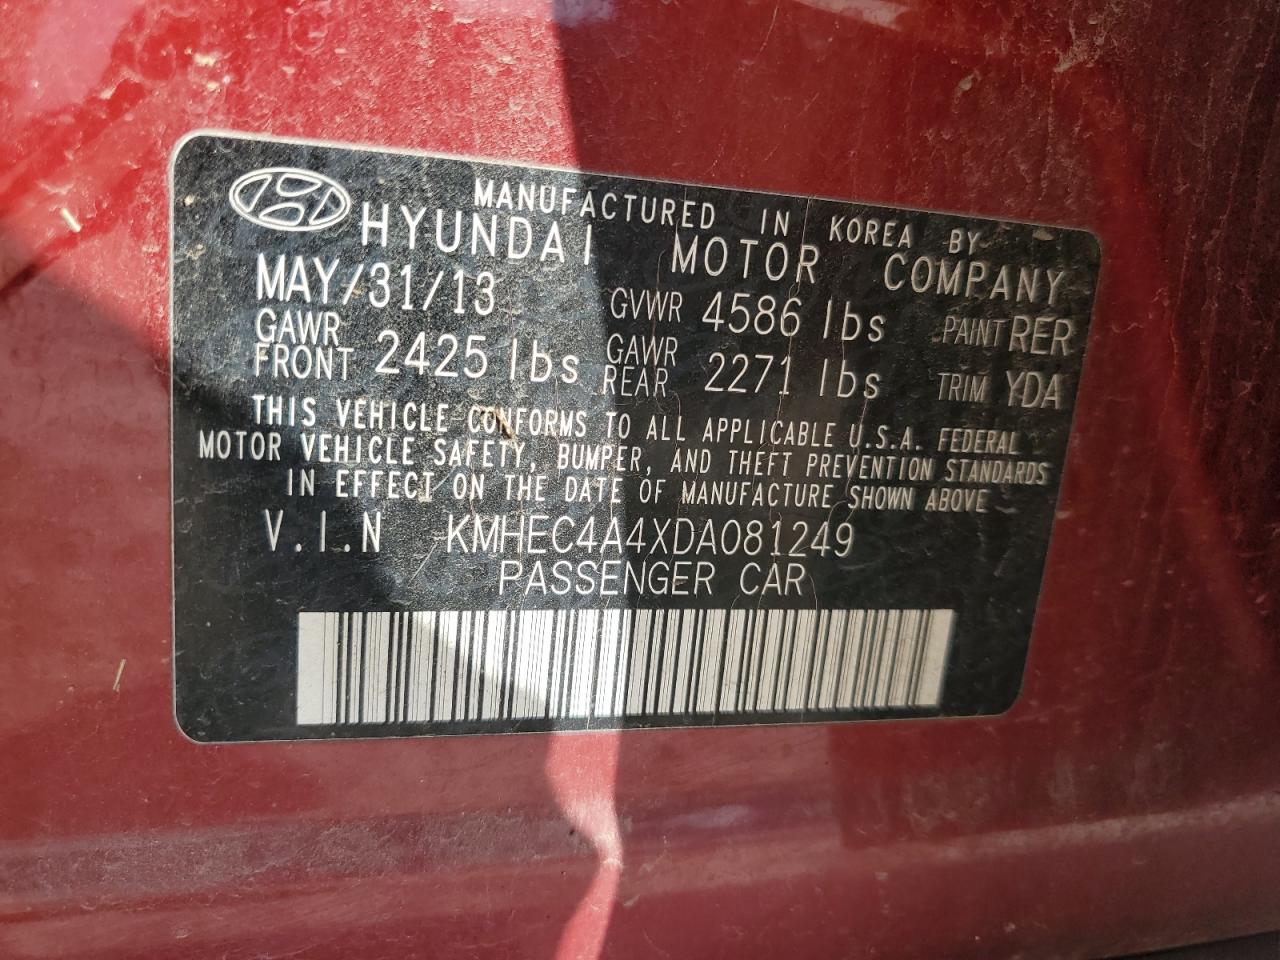 MANUFACTURED IN KOREA BY
HYUNDAI MOTOR COMPANY
MAY/31/13 GVWR 4586 lbs PAINT RER
GAWR FRONT 2425 lbs GAWR REAR 2271 lbs TRIM YDA
THIS VEHICLE CONFORMS TO ALL APPLICABLE U.S.A. FEDERAL
MOTOR VEHICLE SAFETY, BUMPER, AND THEFT PREVENTION STANDARDS
IN EFFECT ON THE DATE OF MANUFACTURE SHOWN ABOVE
V.I.N KMHEC4A4XDA081249
PASSENGER CAR